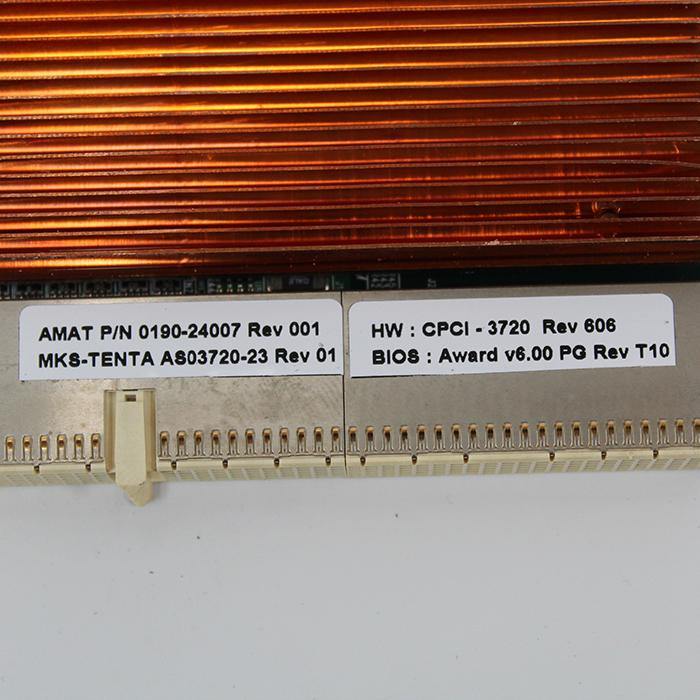 AMAT P/N 0190-24007 Rev 001
MKS-TENTA AS03720-23 Rev 01
HW : CPCI - 3720 Rev 606
BIOS : Award v6.00 PG Rev T10